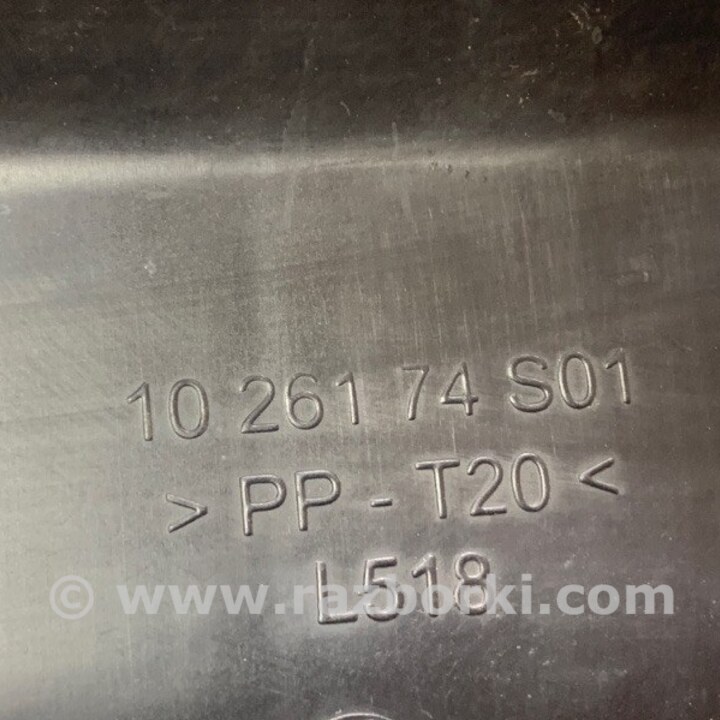 10 261 74 S01
> PP - T20 <
L518
© www.razborki.com